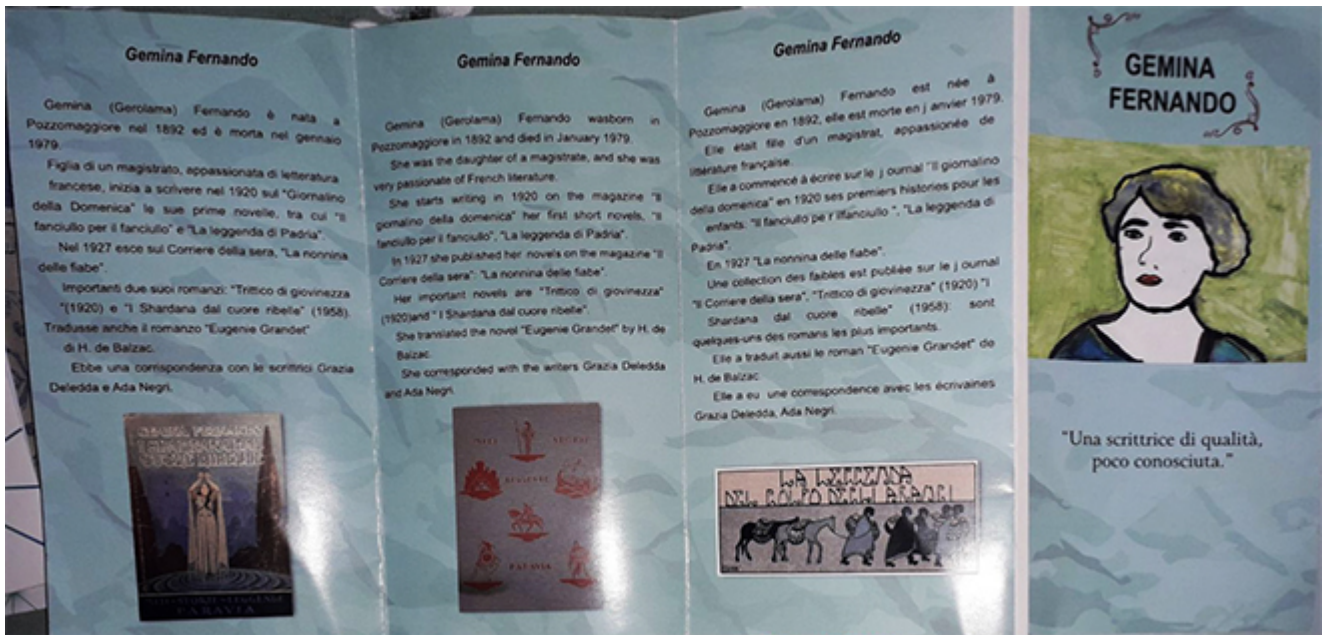 Gemina Fernando
Gemina (Gerolama) Fernando è nata a
Pozzomaggiore nel 1892 ed è morta nel gennaio
1979.
Figlia di un magistrato, appassionata di letteratura
francese, inizia a scrivere nel 1920 sul "Giornalino
della Domenica" le sue prime novelle, tra cui "Il
fanciullo per il fanciullo" e "La leggenda di Padria".
Nel 1927 esce sul Corriere della sera, "La nonnina
delle fiabe".
Importanti due suoi romanzi: "Trittico di giovinezza
"(1920) e "I Shardana dal cuore ribelle" (1958).
Tradusse anche il romanzo "Eugenie Grandet"
di H. de Balzac.
Ebbe una corrispondenza con le scrittrici Grazia
Deledda e Ada Negri.
GEMINA FERNANDO
MITI STORIE LEGGENDE
PARAVIA
Gemina Fernando
Gemina (Gerolama) Fernando wasborn in
Pozzomaggiore in 1892 and died in January 1979.
She was the daughter of a magistrate, and she was
very passionate of French literature.
She starts writing in 1920 on the magazine "Il
giornalino della domenica" her first short novels, "Il
fanciullo per il fanciullo", "La leggenda di Padria".
In 1927 she published her novels on the magazine "Il
Corriere della sera": "La nonnina delle fiabe".
Her important novels are "Trittico di giovinezza"
(1920)and " I Shardana dal cuore ribelle".
She translated the novel "Eugenie Grandet" by H. de
Balzac.
She corresponded with the writers Grazia Deledda
and Ada Negri.
MITI STORIE
LEGGENDE
PARAVIA
Gemina Fernando
Gemina (Gerolama) Fernando est née à
Pozzomaggiore en 1892, elle est morte en j anvier 1979.
Elle était fille d'un magistrat, appassionée de
littérature française.
Elle a commencé à écrire sur le j ournal "Il giornalino
della domenica" en 1920 ses premiers histories pour les
enfants: "Il fanciullo pe r ilfanciullo ", "La leggenda di
Padria".
En 1927 "La nonnina delle fiabe".
Une collection des faibles est publiée sur le j ournal
"Il Corriere della sera", "Trittico di giovinezza" (1920) "I
Shardana dal cuore ribelle" (1958): sont
quelques-uns des romans les plus importants.
Elle a traduit aussi le roman "Eugenie Grandet" de
H. de Balzac.
Elle a eu une correspondence avec les écrivaines
Grazia Deledda, Ada Negri.
LA LEGGENDA
DEL GOLFO DEGLI ARANCI
GEMINA
FERNANDO
"Una scrittrice di qualità,
poco conosciuta."